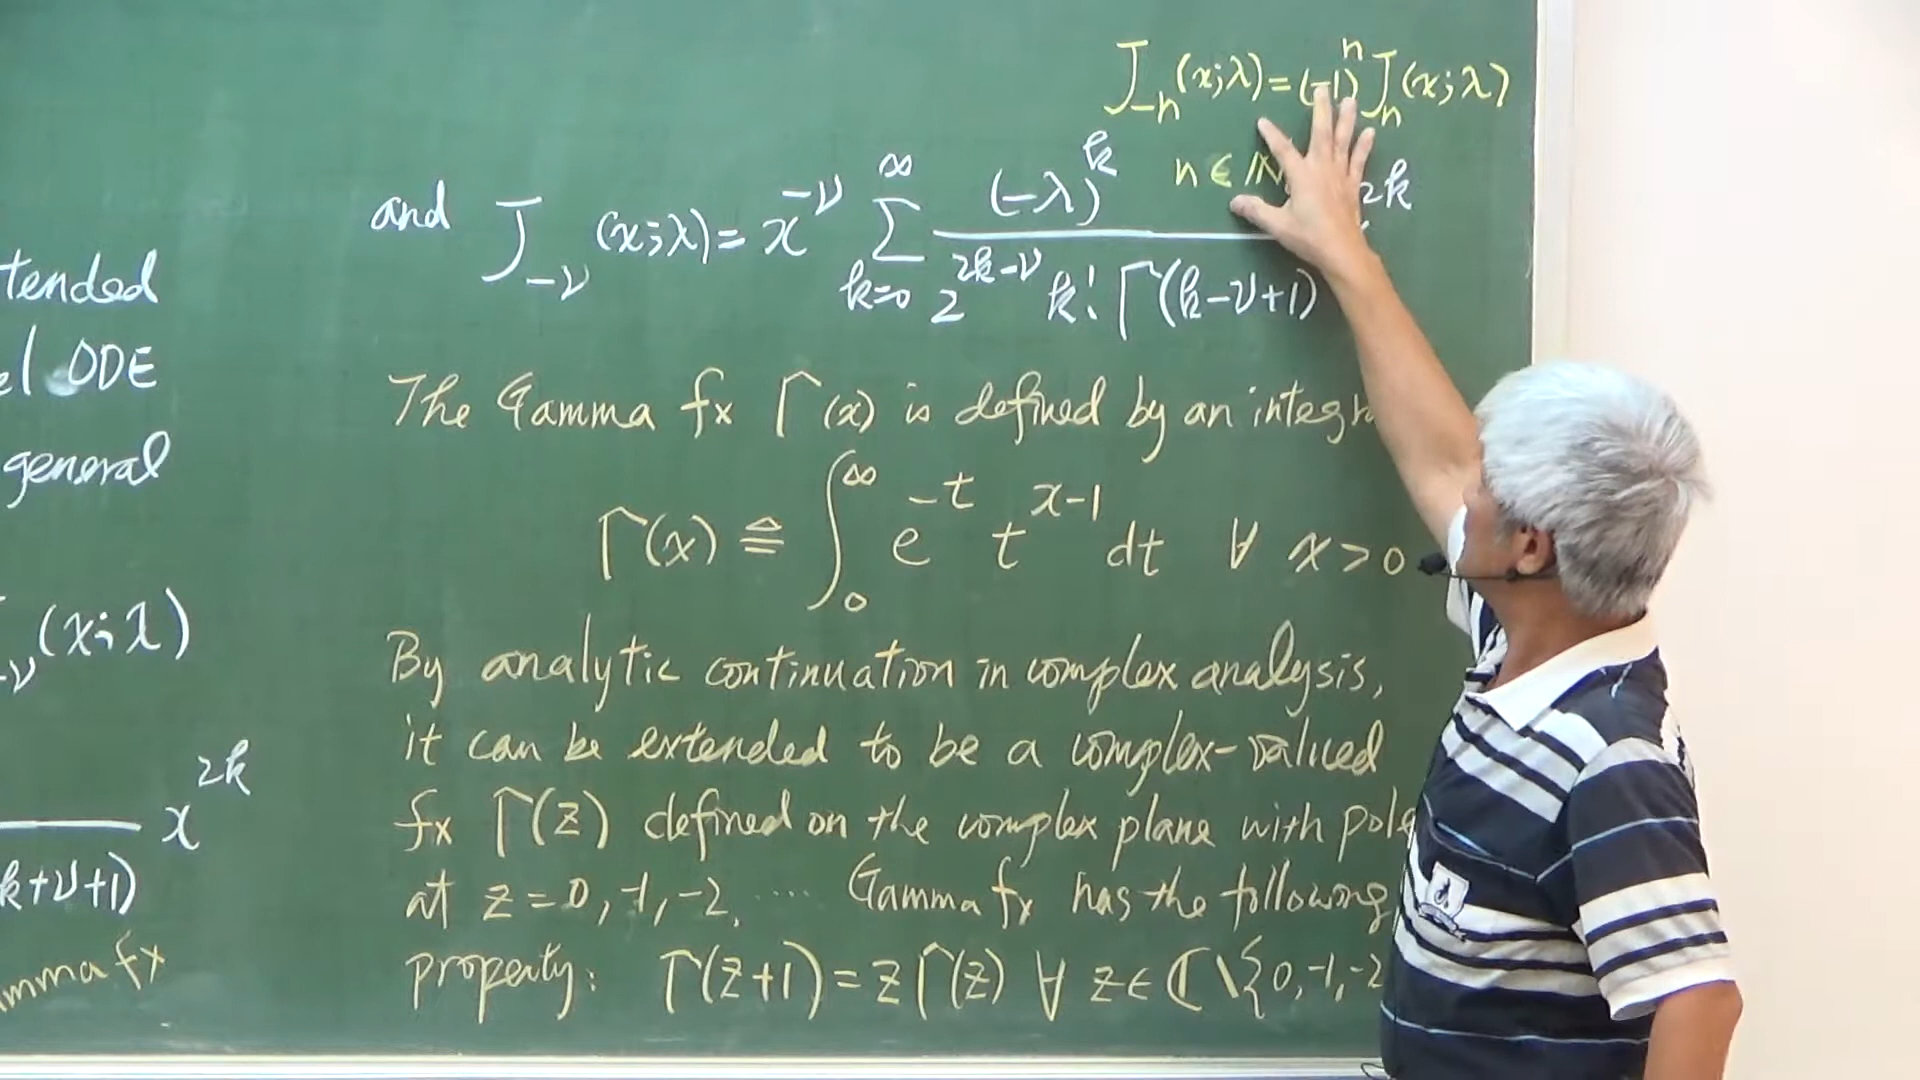 J_{-n}(x;λ)=(-1)^n J_n(x;λ)
n ∈ ℕ
and J_{-ν}(x;λ)= x^{-ν} ∑_{k=0}^{∞} (-λ)^k / 2^{2k-ν} k! Γ(k-ν+1) 2k
The Gamma fx Γ(x) is defined by an integra
Γ(x) ≙ ∫_0^∞ e^{-t} t^{x-1} dt ∀ x>0
By analytic continuation in complex analysis,
it can be extended to be a complex-valued
fx Γ(z) defined on the complex plane with pole
at z=0,-1,-2, .... Gamma fx has the following
property: Γ(z+1)=zΓ(z) ∀ z∈ℂ\{0,-1,-2
tended
el ODE
general
-ν(x;λ)
x^{2k}
k+ν+1)
mma fx